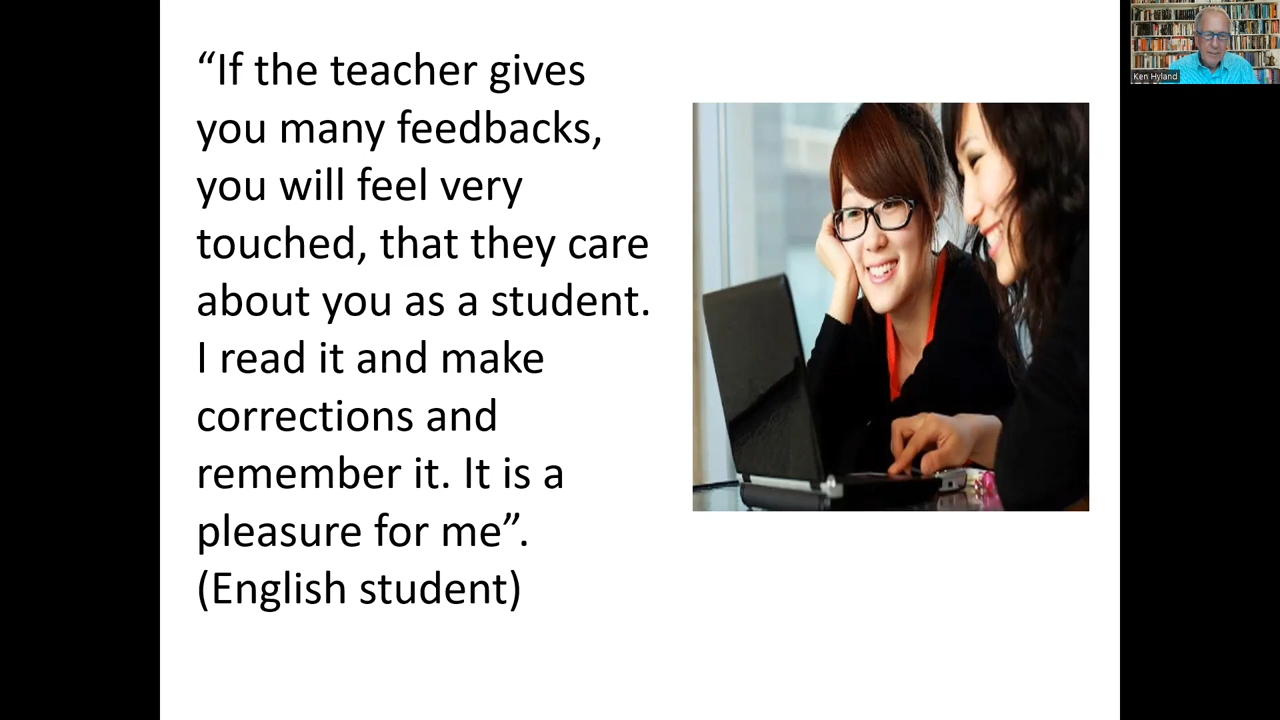 “If the teacher gives
you many feedbacks,
you will feel very
touched, that they care
about you as a student.
I read it and make
corrections and
remember it. It is a
pleasure for me”.
(English student)
Ken Hyland